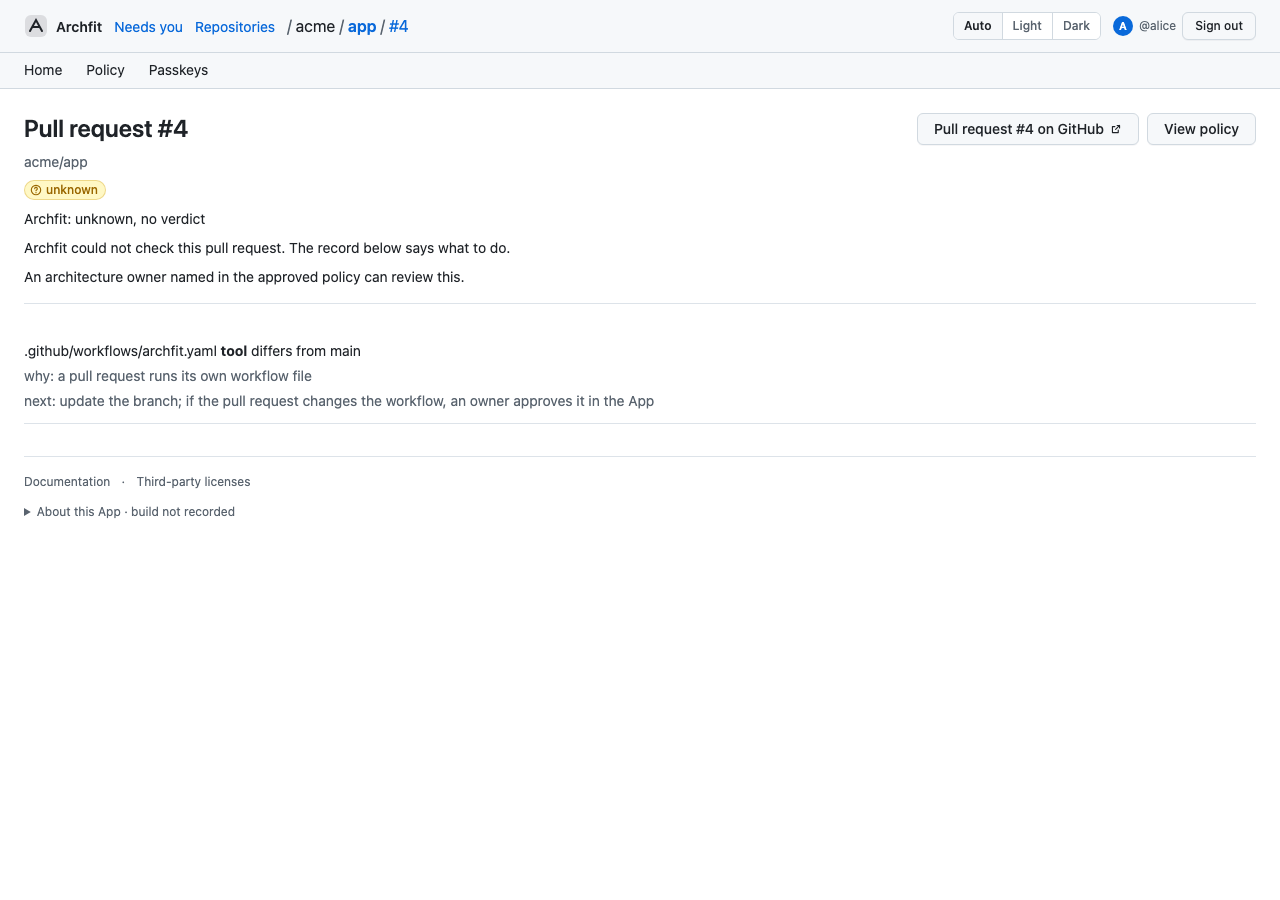 Archfit Needs you Repositories / acme / app / #4
Auto Light Dark A @alice Sign out
Home Policy Passkeys
Pull request #4
Pull request #4 on GitHub View policy
acme/app
unknown
Archfit: unknown, no verdict
Archfit could not check this pull request. The record below says what to do.
An architecture owner named in the approved policy can review this.
.github/workflows/archfit.yaml tool differs from main
why: a pull request runs its own workflow file
next: update the branch; if the pull request changes the workflow, an owner approves it in the App
Documentation · Third-party licenses
About this App · build not recorded